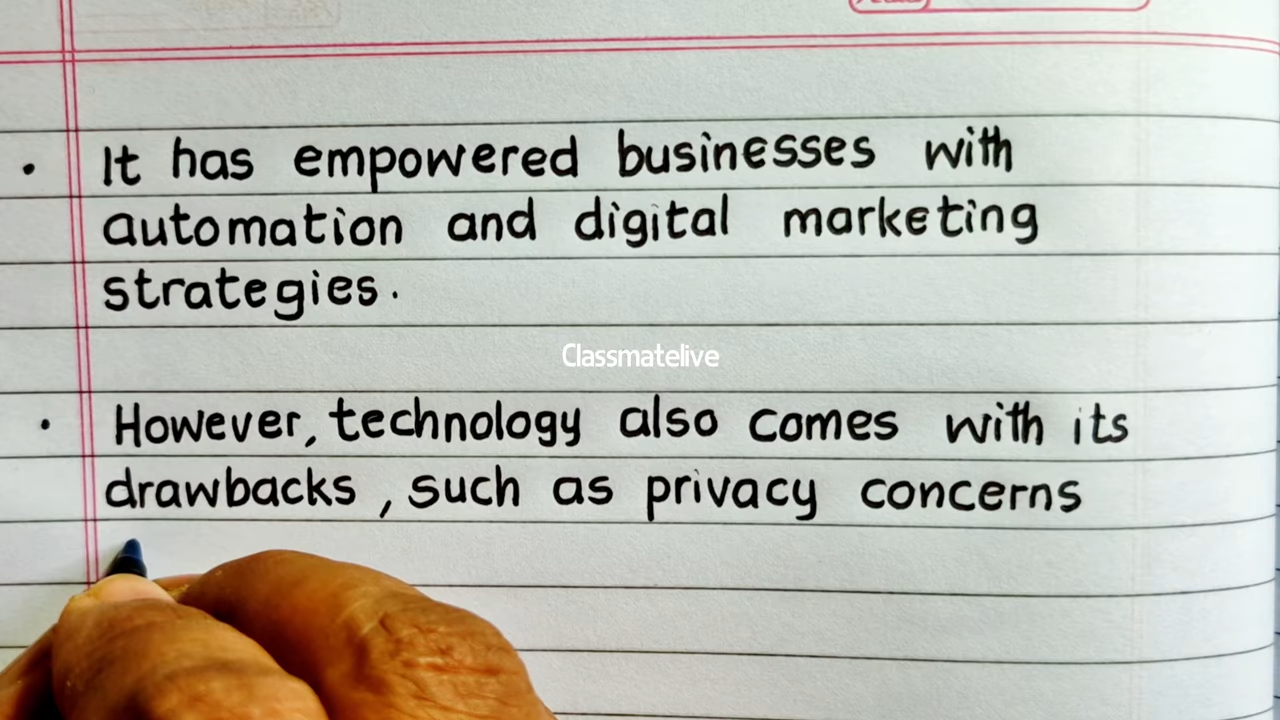 • It has empowered businesses with
automation and digital marketing
strategies.
Classmatelive
• However, technology also comes with its
drawbacks , such as privacy concerns